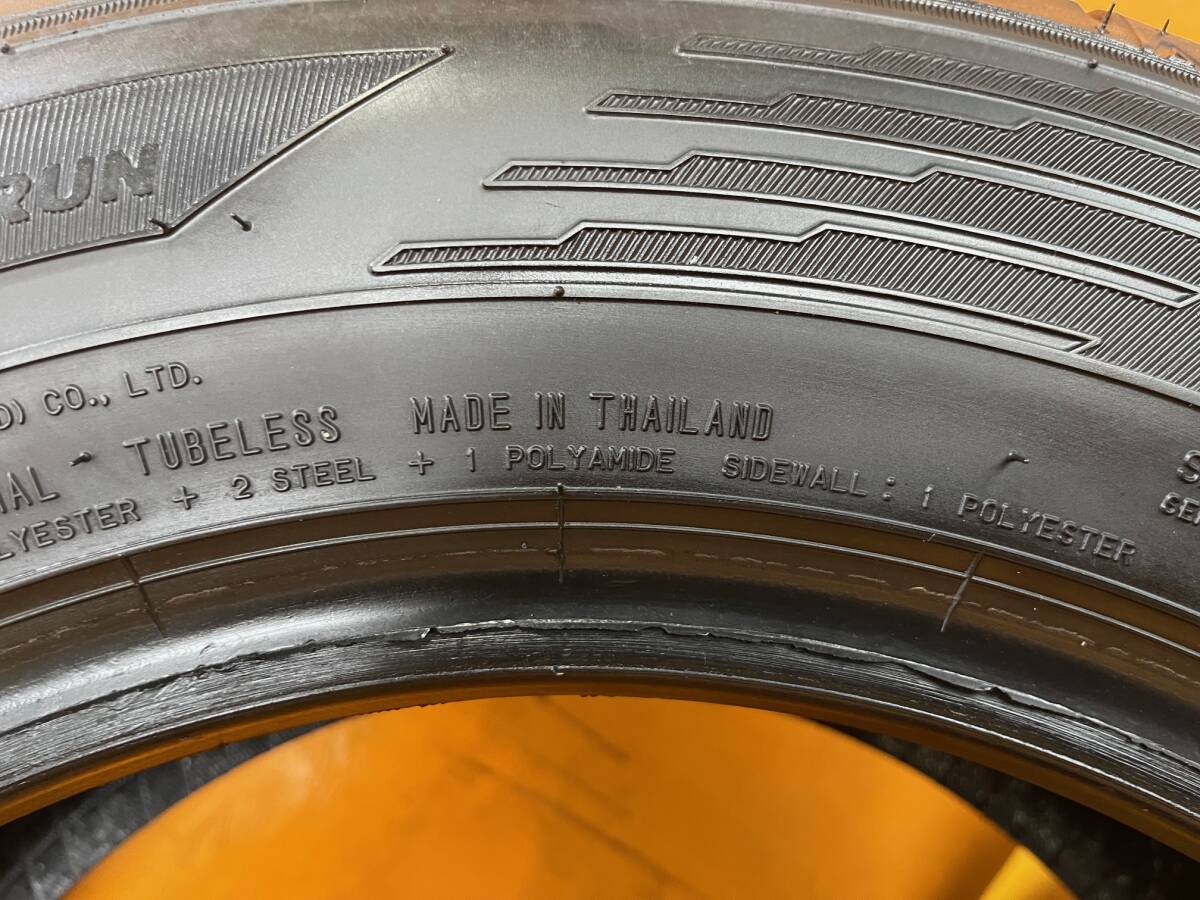 RUN
CO., LTD.
TUBELESS MADE IN THAILAND
+ 2 STEEL + 1 POLYAMIDE SIDEWALL : 1 POLYESTER